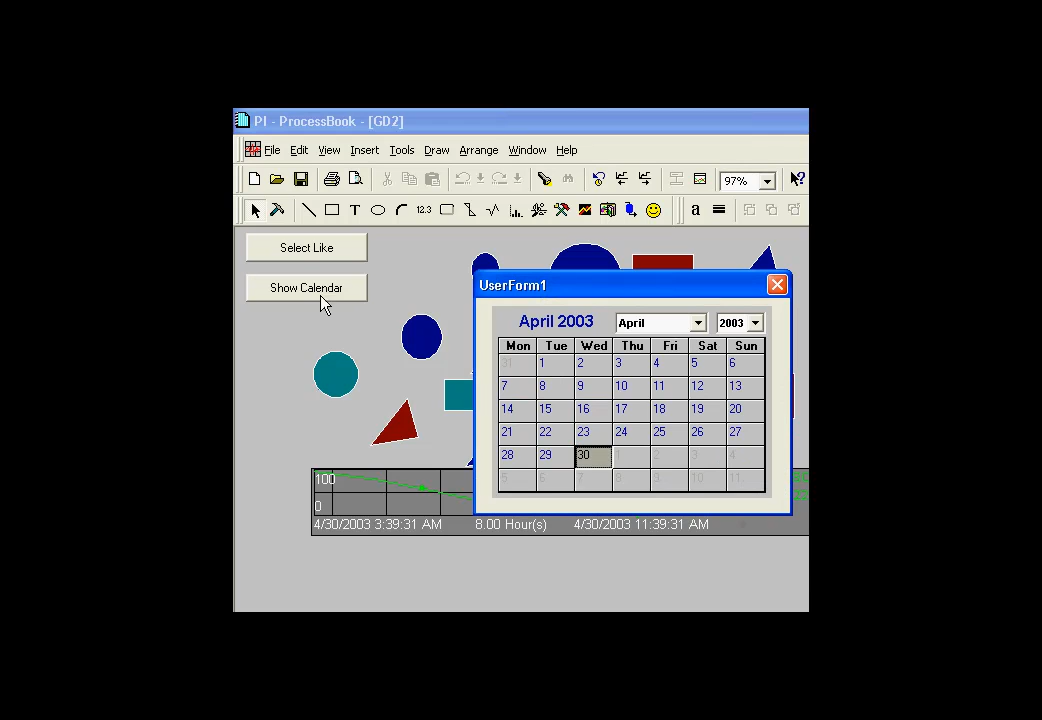 PI - ProcessBook - [GD2]
File Edit View Insert Tools Draw Arrange Window Help
97%
T 12.3 a
Select Like
Show Calendar
UserForm1
April 2003 April 2003
Mon Tue Wed Thu Fri Sat Sun
31 1 2 3 4 5 6
7 8 9 10 11 12 13
14 15 16 17 18 19 20
21 22 23 24 25 26 27
28 29 30 1 2 3 4
5 6 7 8 9 10 11
100
0
4/30/2003 3:39:31 AM 8.00 Hour(s) 4/30/2003 11:39:31 AM